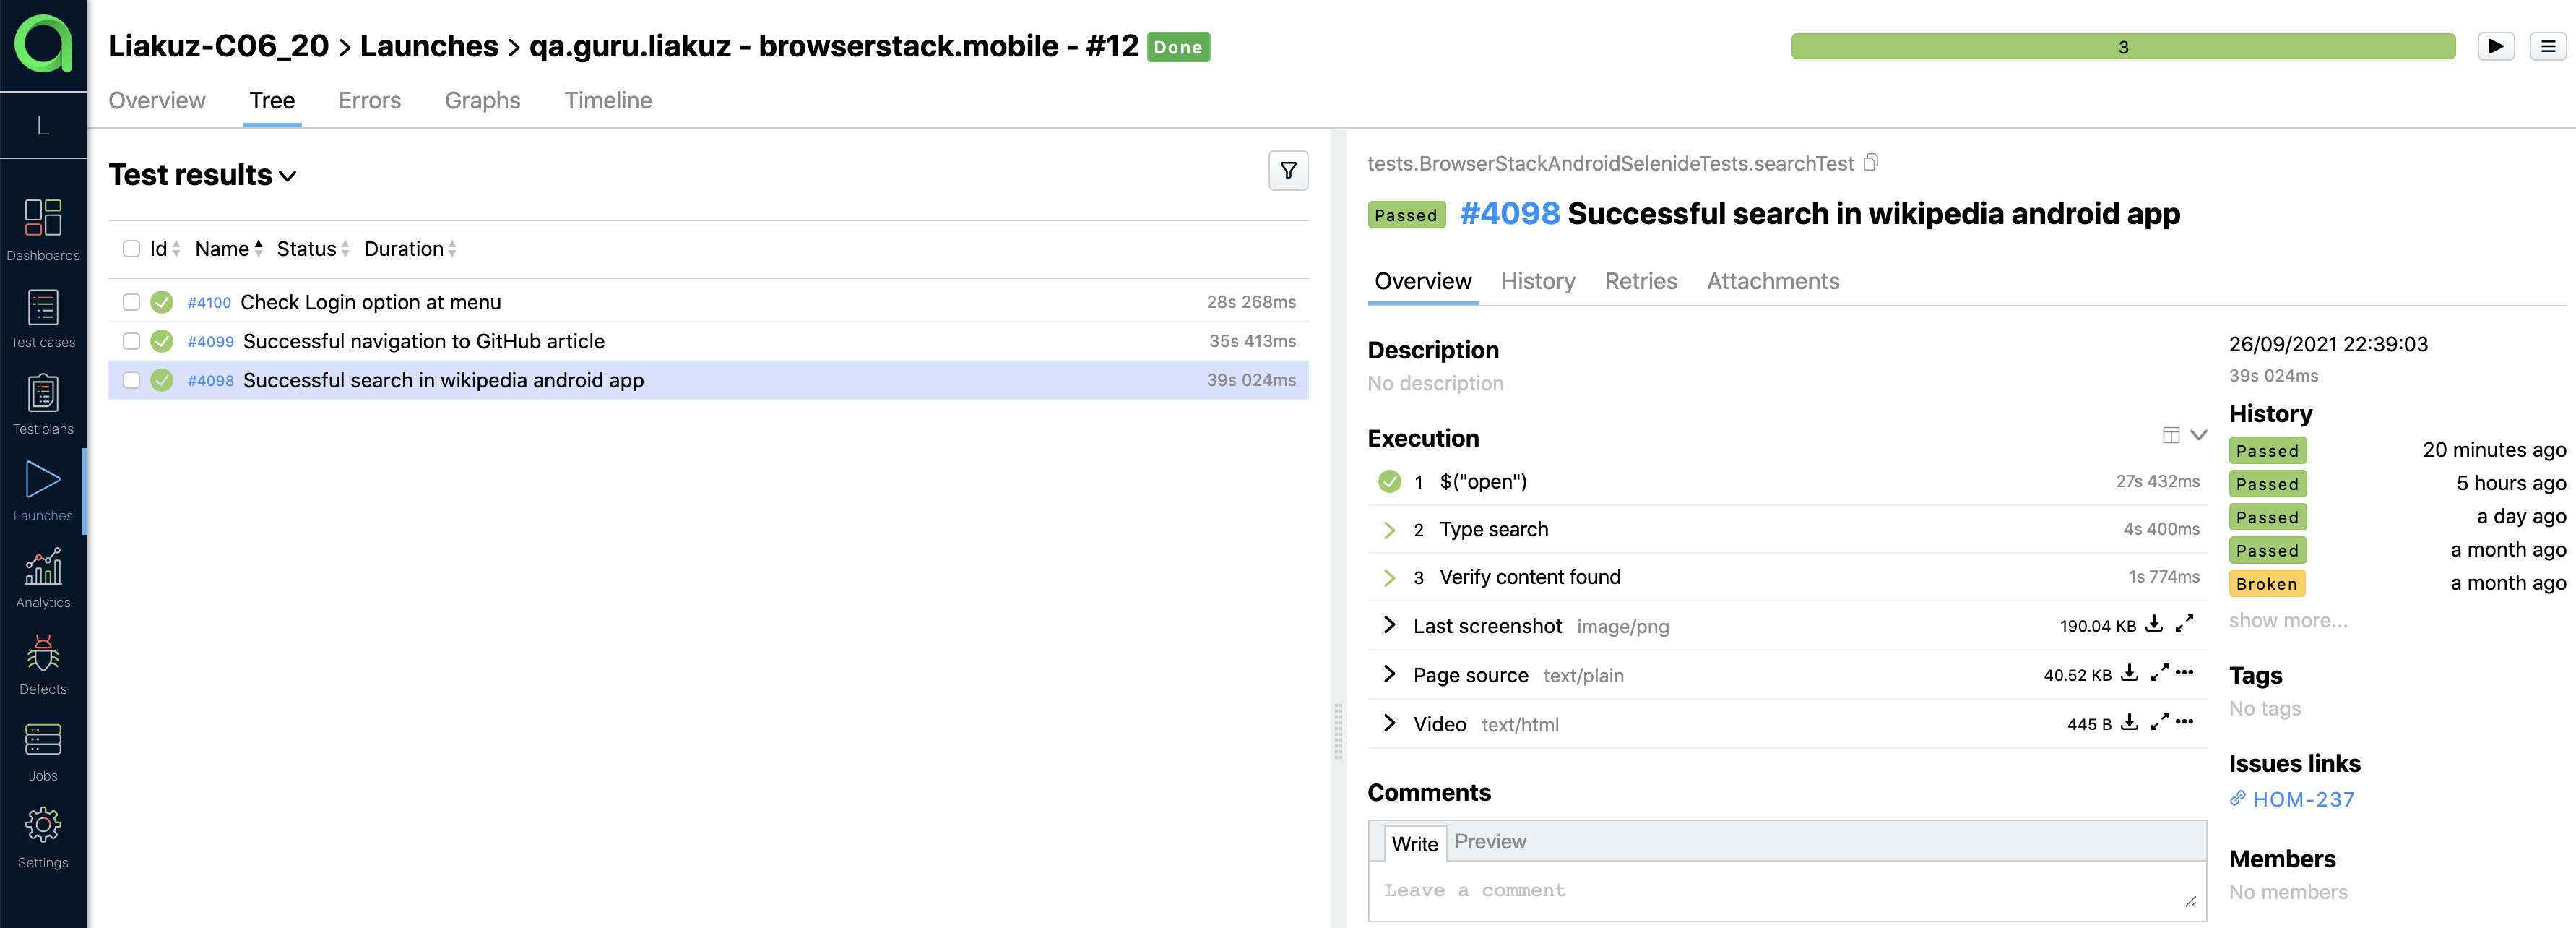 Liakuz-C06_20 > Launches > qa.guru.liakuz - browserstack.mobile - #12 Done
3
Overview Tree Errors Graphs Timeline
L
Dashboards
Test cases
Test plans
Launches
Analytics
Defects
Jobs
Settings
Test results
Id Name Status Duration
#4100 Check Login option at menu 28s 268ms
#4099 Successful navigation to GitHub article 35s 413ms
#4098 Successful search in wikipedia android app 39s 024ms
tests.BrowserStackAndroidSelenideTests.searchTest
Passed #4098 Successful search in wikipedia android app
Overview History Retries Attachments
Description
No description
Execution
1 $("open") 27s 432ms
2 Type search 4s 400ms
3 Verify content found 1s 774ms
Last screenshot image/png 190.04 KB
Page source text/plain 40.52 KB •••
Video text/html 445 B •••
Comments
Write Preview
Leave a comment
26/09/2021 22:39:03
39s 024ms
History
Passed 20 minutes ago
Passed 5 hours ago
Passed a day ago
Passed a month ago
Broken a month ago
show more...
Tags
No tags
Issues links
HOM-237
Members
No members